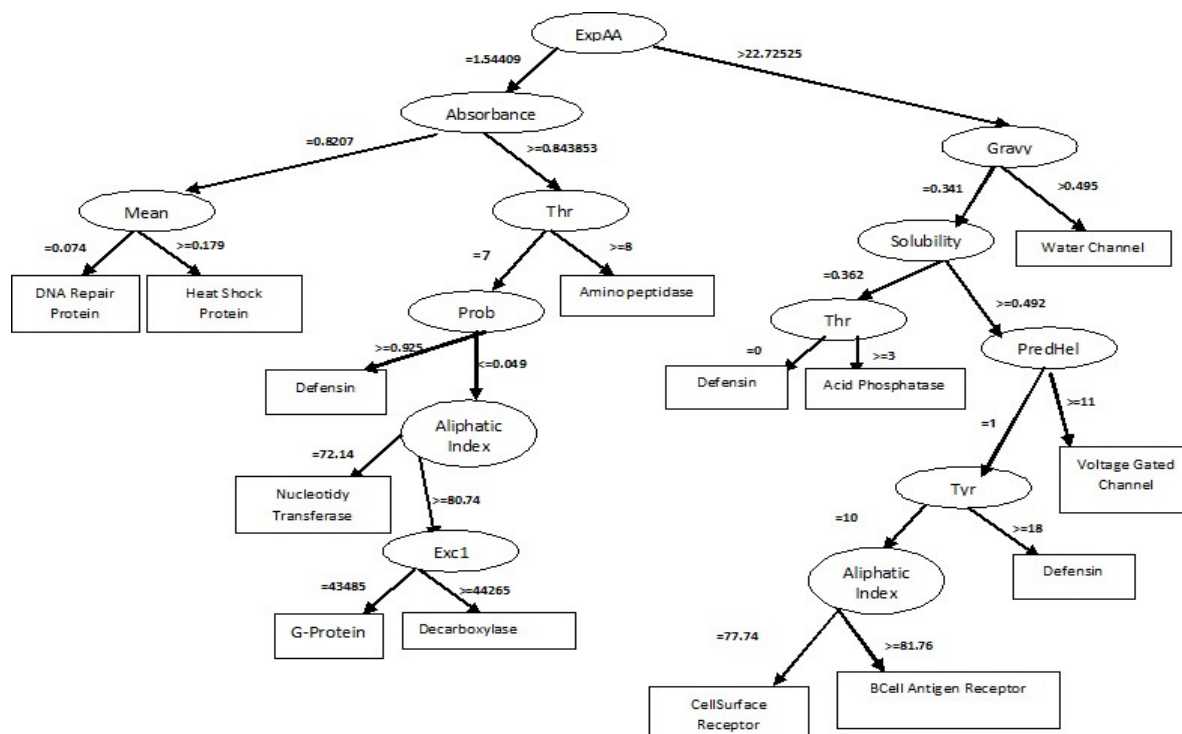 ExpAA
=1.54409
>22.72525
Absorbance
=0.8207
>=0.843853
Gravy
=0.341
>0.495
Mean
Thr
=0.074
>=0.179
Solubility
Water Channel
=7
>=8
=0.362
>=0.492
DNA Repair
Protein
Heat Shock
Protein
Aminopeptidase
Prob
Thr
PredHel
>=0.925
<=0.049
=0
>=3
Defensin
Defensin
Acid Phosphatase
=1
>=11
Aliphatic
Index
=72.14
>=80.74
Voltage Gated
Channel
Nucleotidy
Transferase
Tyr
=10
>=18
Exc1
Aliphatic
Index
Defensin
=43485
>=44265
G-Protein
Decarboxylase
=77.74
>=81.76
CellSurface
Receptor
BCell Antigen Receptor